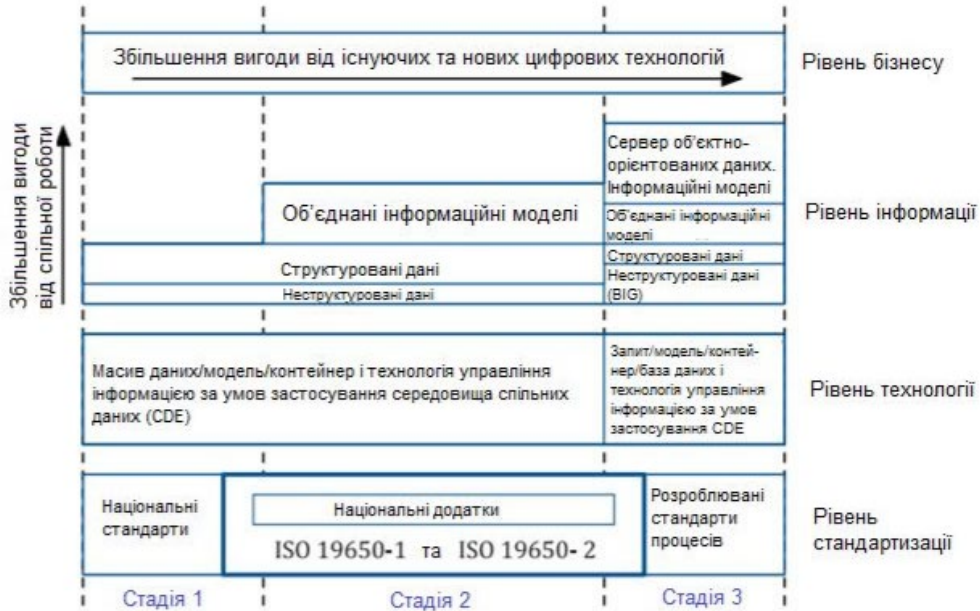 Збільшення вигоди від існуючих та нових цифрових технологій
Рівень бізнесу
Збільшення вигоди
від спільної роботи
Сервер об’єктно-
орієнтованих даних.
Інформаційні моделі
Об’єднані інформаційні моделі
Об’єднані інформаційні
моделі
Рівень інформації
Структуровані дані
Неструктуровані дані
Структуровані дані
Неструктуровані дані
(BIG)
Масив даних/модель/контейнер і технологія управління
інформацією за умов застосування середовища спільних
даних (CDE)
Запит/модель/контей-
нер/база даних і
технологія управління
інформацією за умов
застосування CDE
Рівень технології
Національні
стандарти
Національні додатки
ISO 19650-1 та ISO 19650- 2
Розроблювані
стандарти
процесів
Рівень
стандартизації
Стадія 1
Стадія 2
Стадія 3